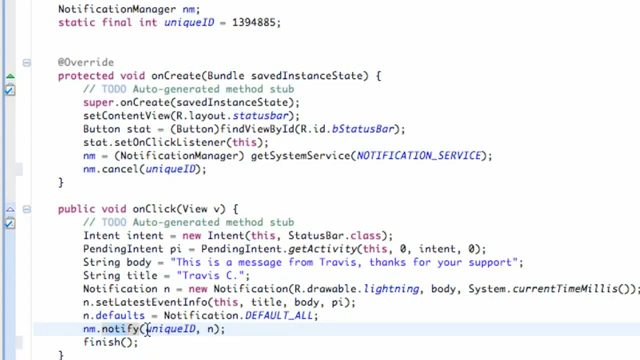 NotificationManager nm;
static final int uniqueID = 1394885;
@Override
protected void onCreate(Bundle savedInstanceState) {
// TODO Auto-generated method stub
super.onCreate(savedInstanceState);
setContentView(R.layout.statusbar);
Button stat = (Button)findViewById(R.id.bStatusBar);
stat.setOnClickListener(this);
nm = (NotificationManager) getSystemService(NOTIFICATION_SERVICE);
nm.cancel(uniqueID);
}
public void onClick(View v) {
// TODO Auto-generated method stub
Intent intent = new Intent(this, StatusBar.class);
PendingIntent pi = PendingIntent.getActivity(this, 0, intent, 0);
String body = "This is a message from Travis, thanks for your support";
String title = "Travis C.";
Notification n = new Notification(R.drawable.lightning, body, System.currentTimeMillis());
n.setLatestEventInfo(this, title, body, pi);
n.defaults = Notification.DEFAULT_ALL;
nm.notify(uniqueID, n);
finish();
}